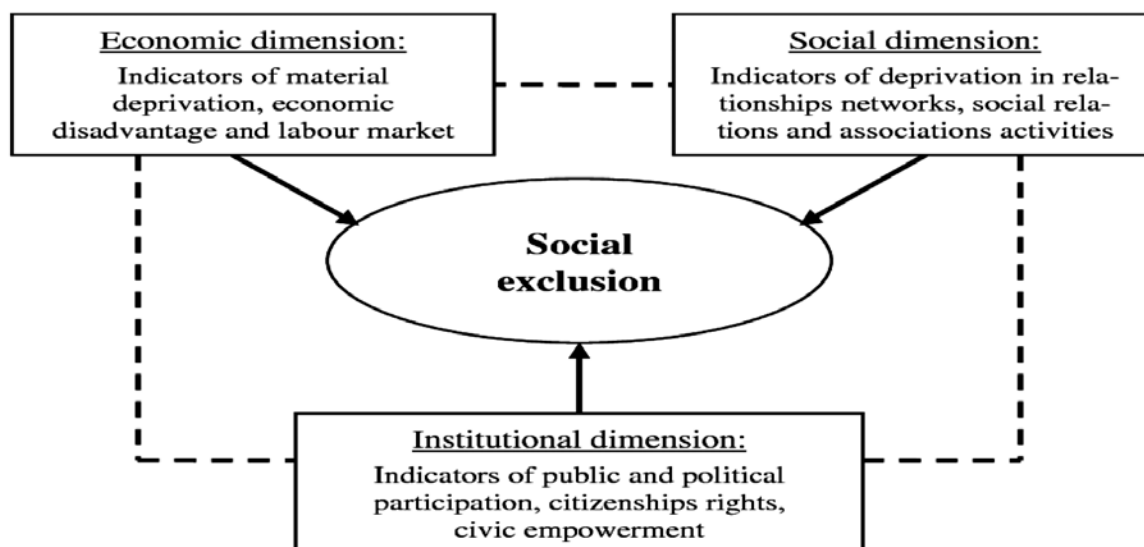 Economic dimension:
Indicators of material
deprivation, economic
disadvantage and labour market
Social dimension:
Indicators of deprivation in rela-
tionships networks, social rela-
tions and associations activities
Social
exclusion
Institutional dimension:
Indicators of public and political
participation, citizenships rights,
civic empowerment